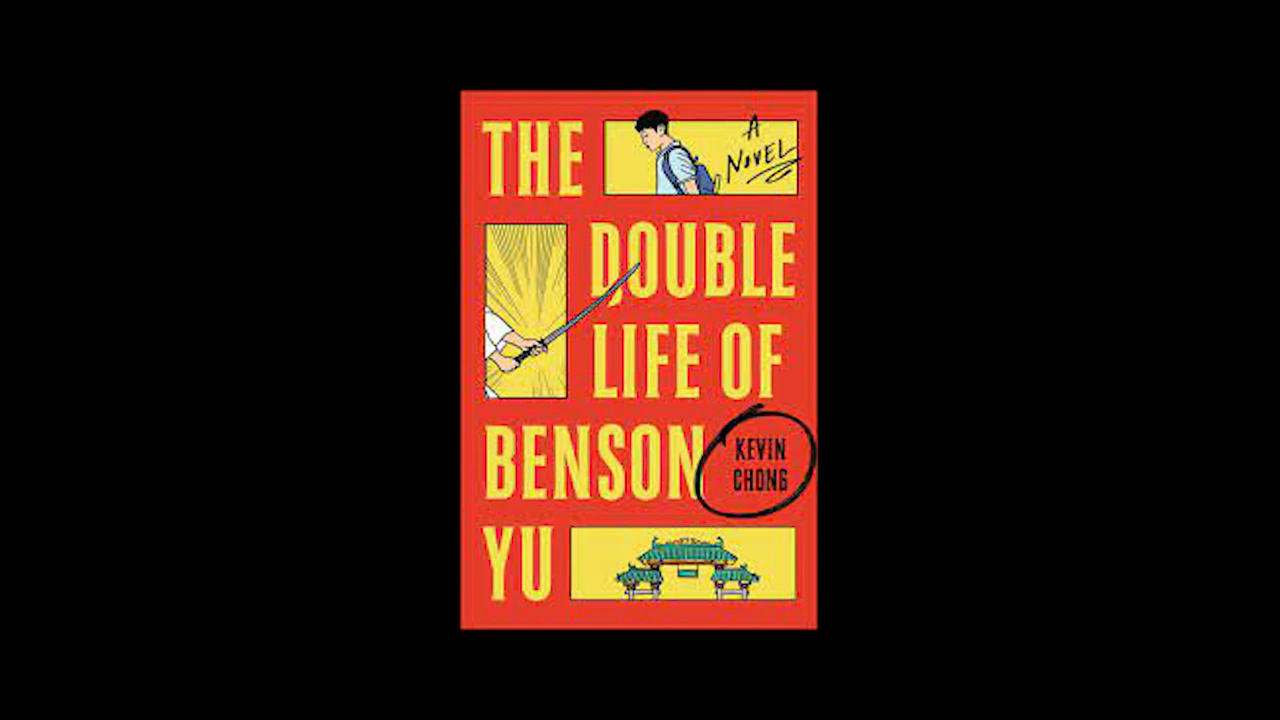 THE
A
NOVEL
DOUBLE
LIFE OF
BENSON
KEVIN
CHONG
YU